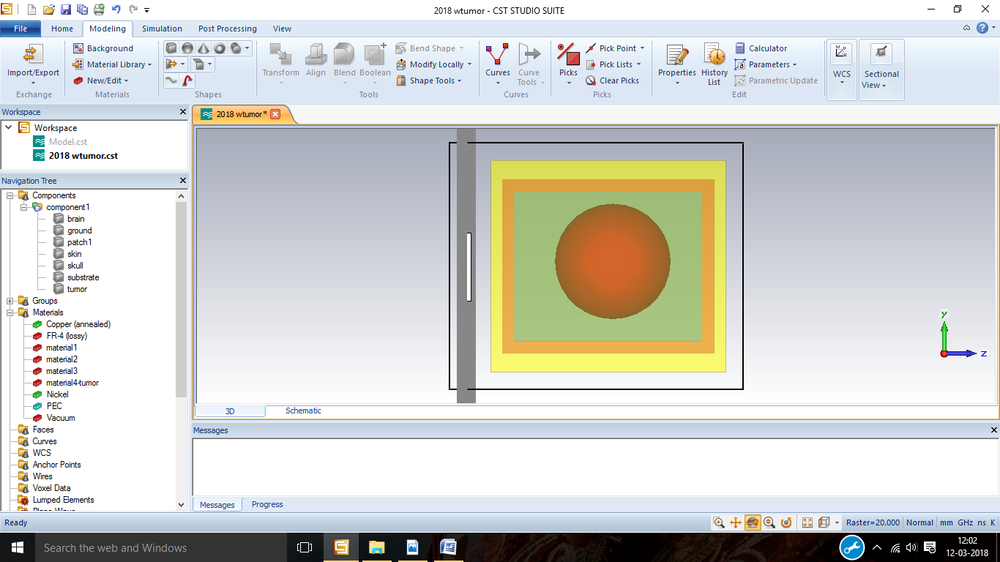 2018 wtumor - CST STUDIO SUITE
File Home Modeling Simulation Post Processing View
Import/Export
Exchange
Background
Material Library
New/Edit
Materials
Shapes
Transform Align Blend Boolean
Bend Shape
Modify Locally
Shape Tools
Tools
Curves Curve Tools
Curves
Picks
Pick Point
Pick Lists
Clear Picks
Picks
Properties History List
Calculator
Parameters
Parametric Update
Edit
WCS
Sectional View
Workspace
Workspace
Model.cst
2018 wtumor.cst
Navigation Tree
Components
component1
brain
ground
patch1
skin
skull
substrate
tumor
Groups
Materials
Copper (annealed)
FR-4 (lossy)
material1
material2
material3
material4-tumor
Nickel
PEC
Vacuum
Faces
Curves
WCS
Anchor Points
Wires
Voxel Data
Lumped Elements
2018 wtumor*
y
z
3D Schematic
Messages
Messages Progress
Ready
Raster=20.000 Normal mm GHz ns K
Search the web and Windows
12:02
12-03-2018